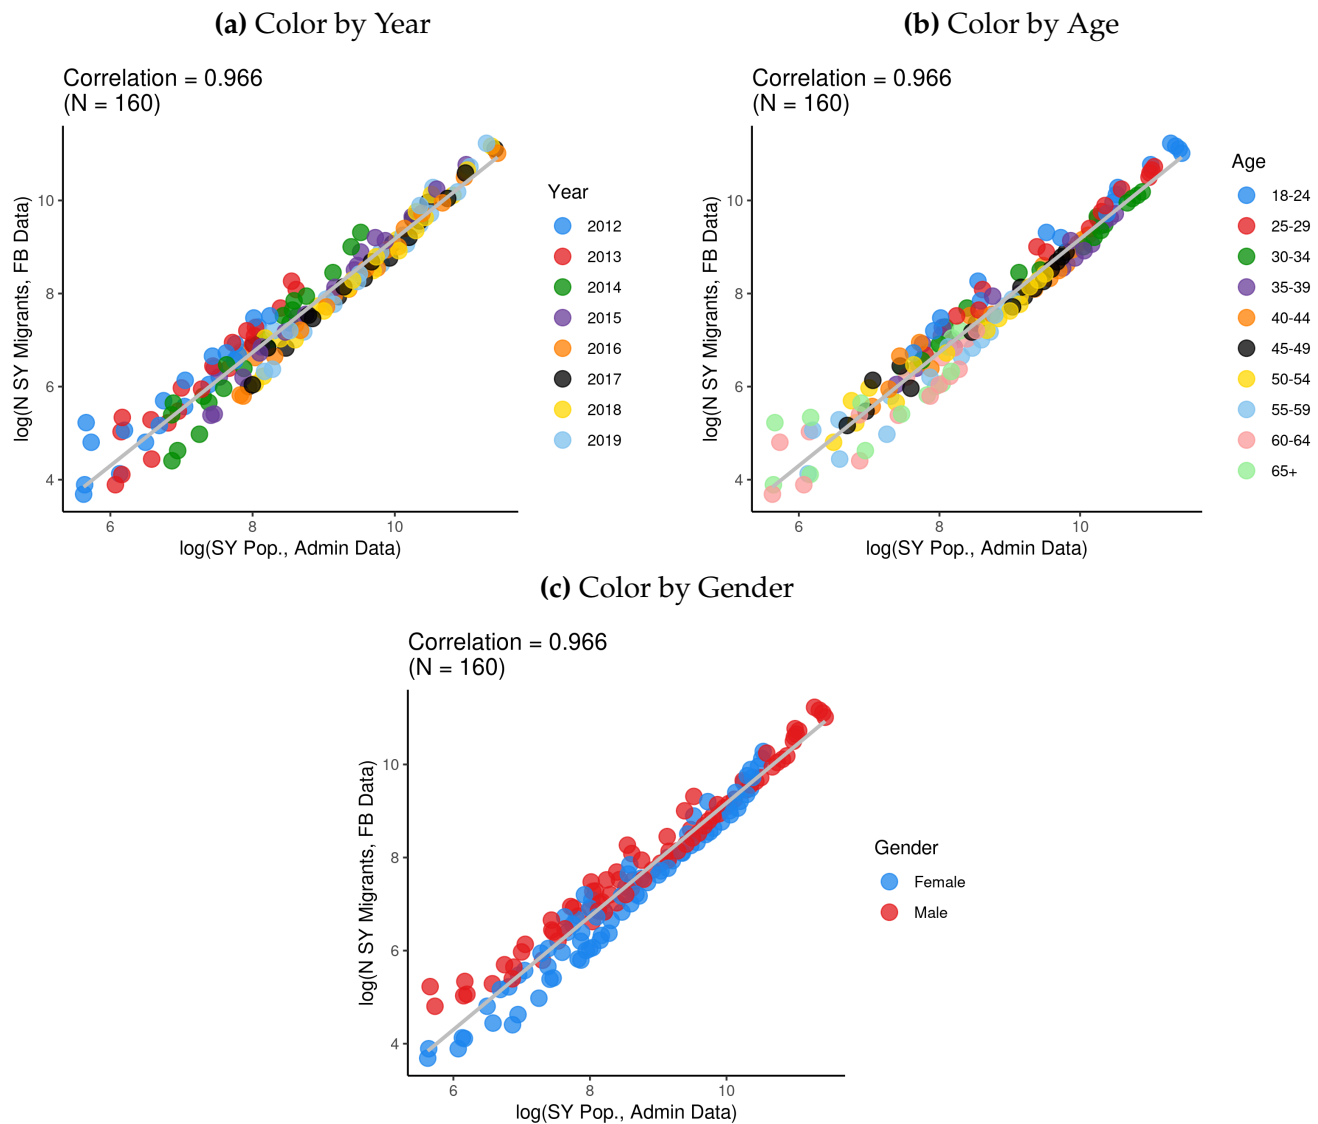 (a) Color by Year
Correlation = 0.966
(N = 160)
log(N SY Migrants, FB Data)
10
8
6
4
6
8
10
log(SY Pop., Admin Data)
Year
2012
2013
2014
2015
2016
2017
2018
2019
(b) Color by Age
Correlation = 0.966
(N = 160)
log(N SY Migrants, FB Data)
10
8
6
4
6
8
10
log(SY Pop., Admin Data)
Age
18-24
25-29
30-34
35-39
40-44
45-49
50-54
55-59
60-64
65+
(c) Color by Gender
Correlation = 0.966
(N = 160)
log(N SY Migrants, FB Data)
10
8
6
4
6
8
10
log(SY Pop., Admin Data)
Gender
Female
Male